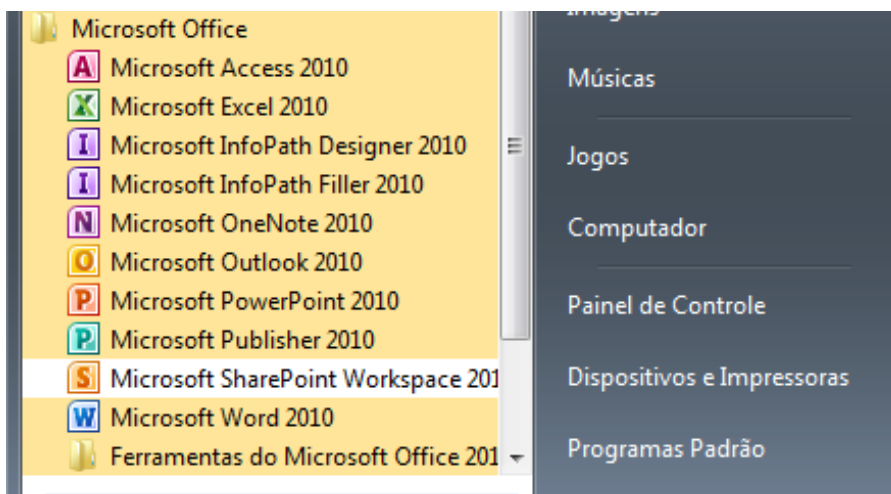 Microsoft Office
Microsoft Access 2010
Microsoft Excel 2010
Microsoft InfoPath Designer 2010
Microsoft InfoPath Filler 2010
Microsoft OneNote 2010
Microsoft Outlook 2010
Microsoft PowerPoint 2010
Microsoft Publisher 2010
Microsoft SharePoint Workspace 201
Microsoft Word 2010
Ferramentas do Microsoft Office 201
Imagens
Músicas
Jogos
Computador
Painel de Controle
Dispositivos e Impressoras
Programas Padrão